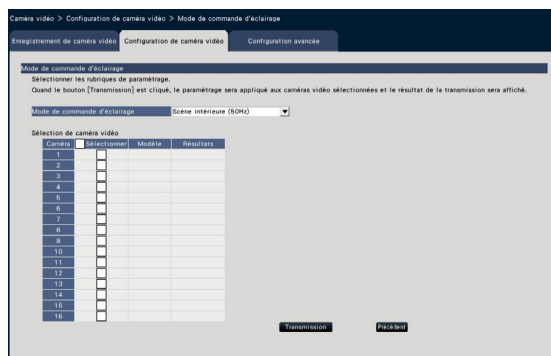 Caméra vidéo > Configuration de caméra vidéo > Mode de commande d'éclairage
Enregistrement de caméra vidéo Configuration de caméra vidéo Configuration avancée
Mode de commande d'éclairage
Sélectionner les rubriques de paramétrage.
Quand le bouton [Transmission] est cliqué, le paramétrage sera appliqué aux caméras vidéo sélectionnées et le résultat de la transmission sera affiché.
Mode de commande d'éclairage Scène intérieure (50Hz)
Sélection de caméra vidéo
Caméra Sélectionner Modèle Résultats
1
2
3
4
5
6
7
8
9
10
11
12
13
14
15
16
Transmission Précédent